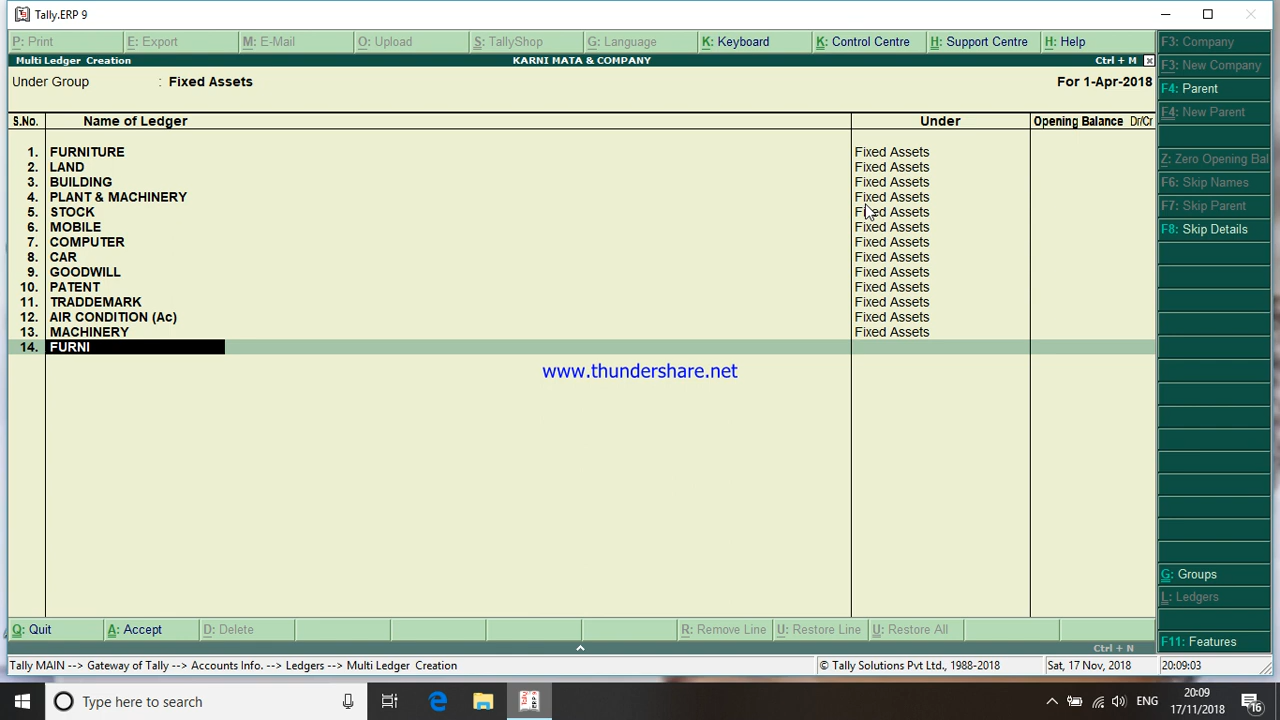 Tally.ERP 9
P: Print E: Export M: E-Mail O: Upload S: TallyShop G: Language K: Keyboard K: Control Centre H: Support Centre H: Help
Multi Ledger Creation KARNI MATA & COMPANY Ctrl + M
Under Group : Fixed Assets For 1-Apr-2018
S.No. Name of Ledger Under Opening Balance Dr/Cr
1. FURNITURE Fixed Assets
2. LAND Fixed Assets
3. BUILDING Fixed Assets
4. PLANT & MACHINERY Fixed Assets
5. STOCK Fixed Assets
6. MOBILE Fixed Assets
7. COMPUTER Fixed Assets
8. CAR Fixed Assets
9. GOODWILL Fixed Assets
10. PATENT Fixed Assets
11. TRADDEMARK Fixed Assets
12. AIR CONDITION (Ac) Fixed Assets
13. MACHINERY Fixed Assets
14. FURNI
www.thundershare.net
F3: Company
F3: New Company
F4: Parent
F4: New Parent
Z: Zero Opening Bal
F6: Skip Names
F7: Skip Parent
F8: Skip Details
G: Groups
L: Ledgers
F11: Features
Q: Quit A: Accept D: Delete R: Remove Line U: Restore Line U: Restore All
Ctrl + N
Tally MAIN --> Gateway of Tally --> Accounts Info. --> Ledgers --> Multi Ledger Creation © Tally Solutions Pvt Ltd., 1988-2018 Sat, 17 Nov, 2018 20:09:03
Type here to search ENG 20:09
17/11/2018 16